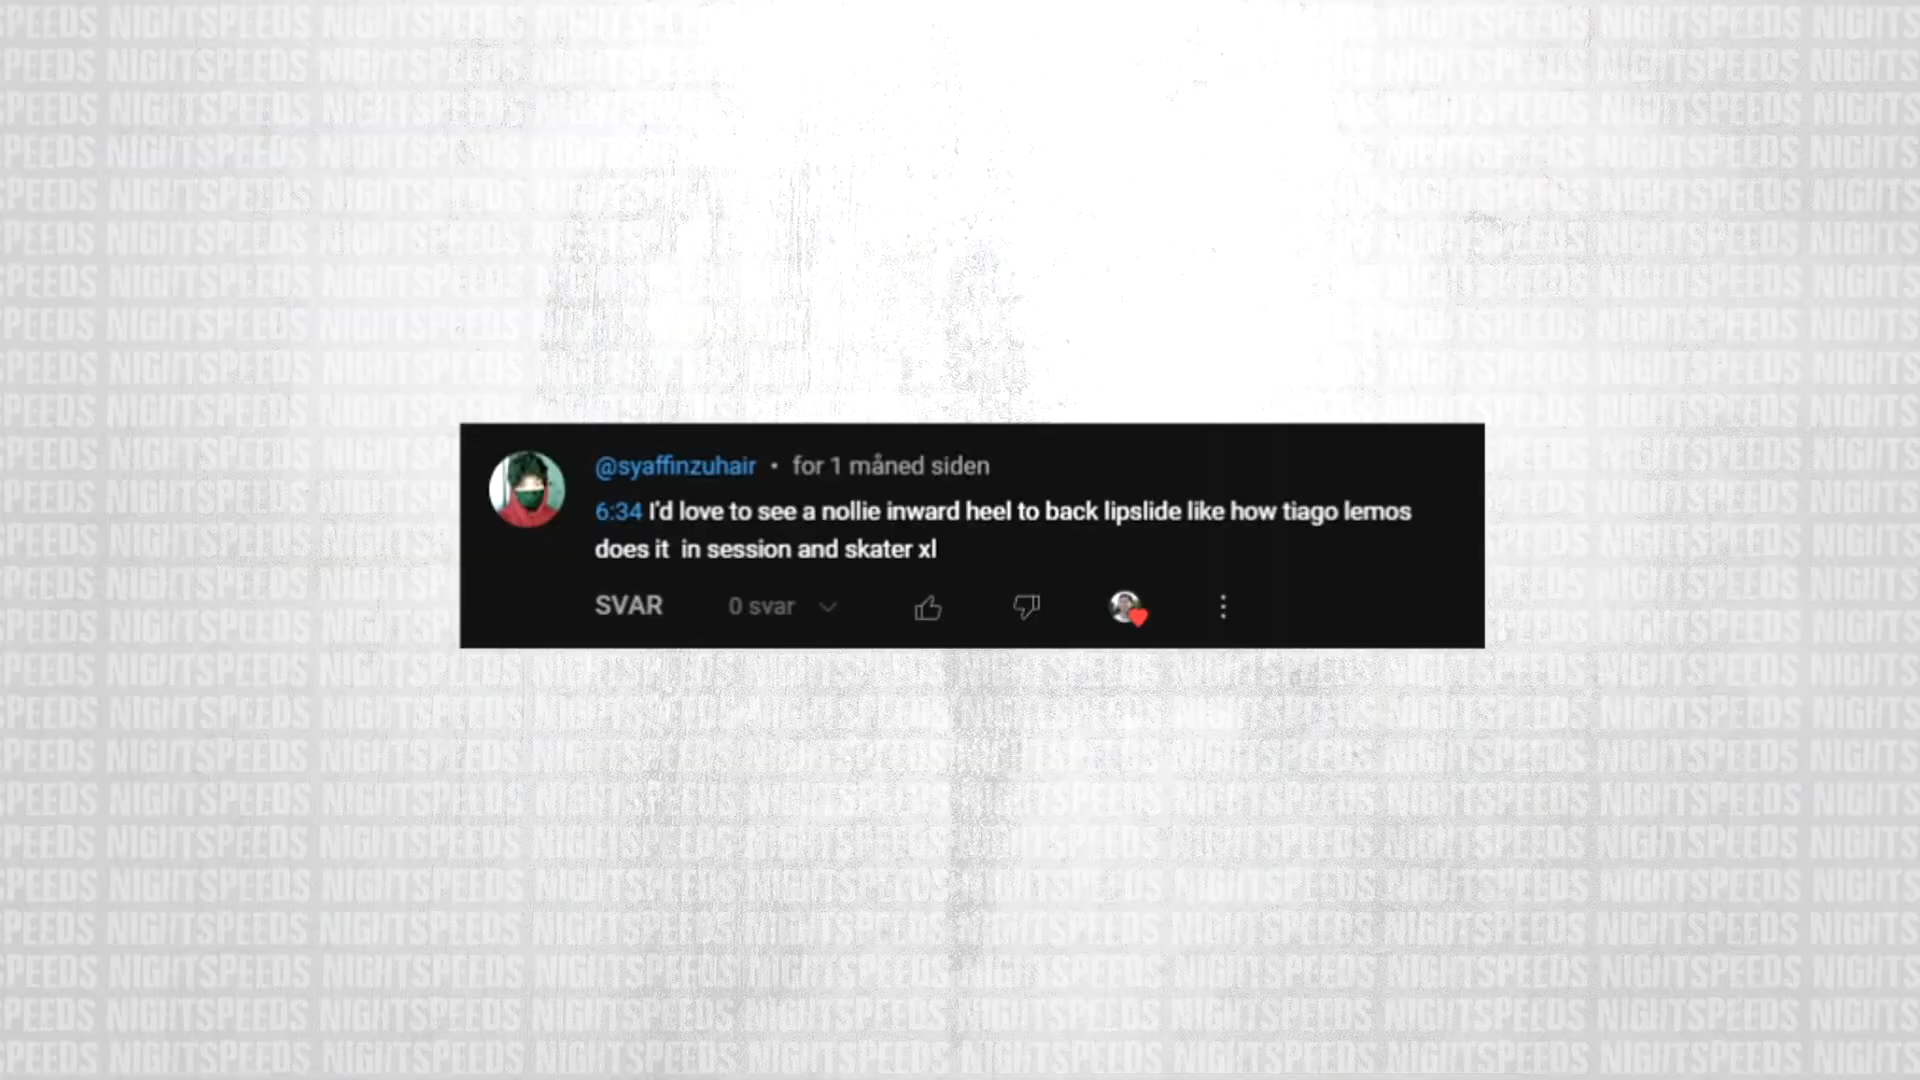 NIGHTSPEEDS
@syaffinzuhair • for 1 måned siden
6:34 I'd love to see a nollie inward heel to back lipslide like how tiago lemos
does it in session and skater xl
SVAR 0 svar